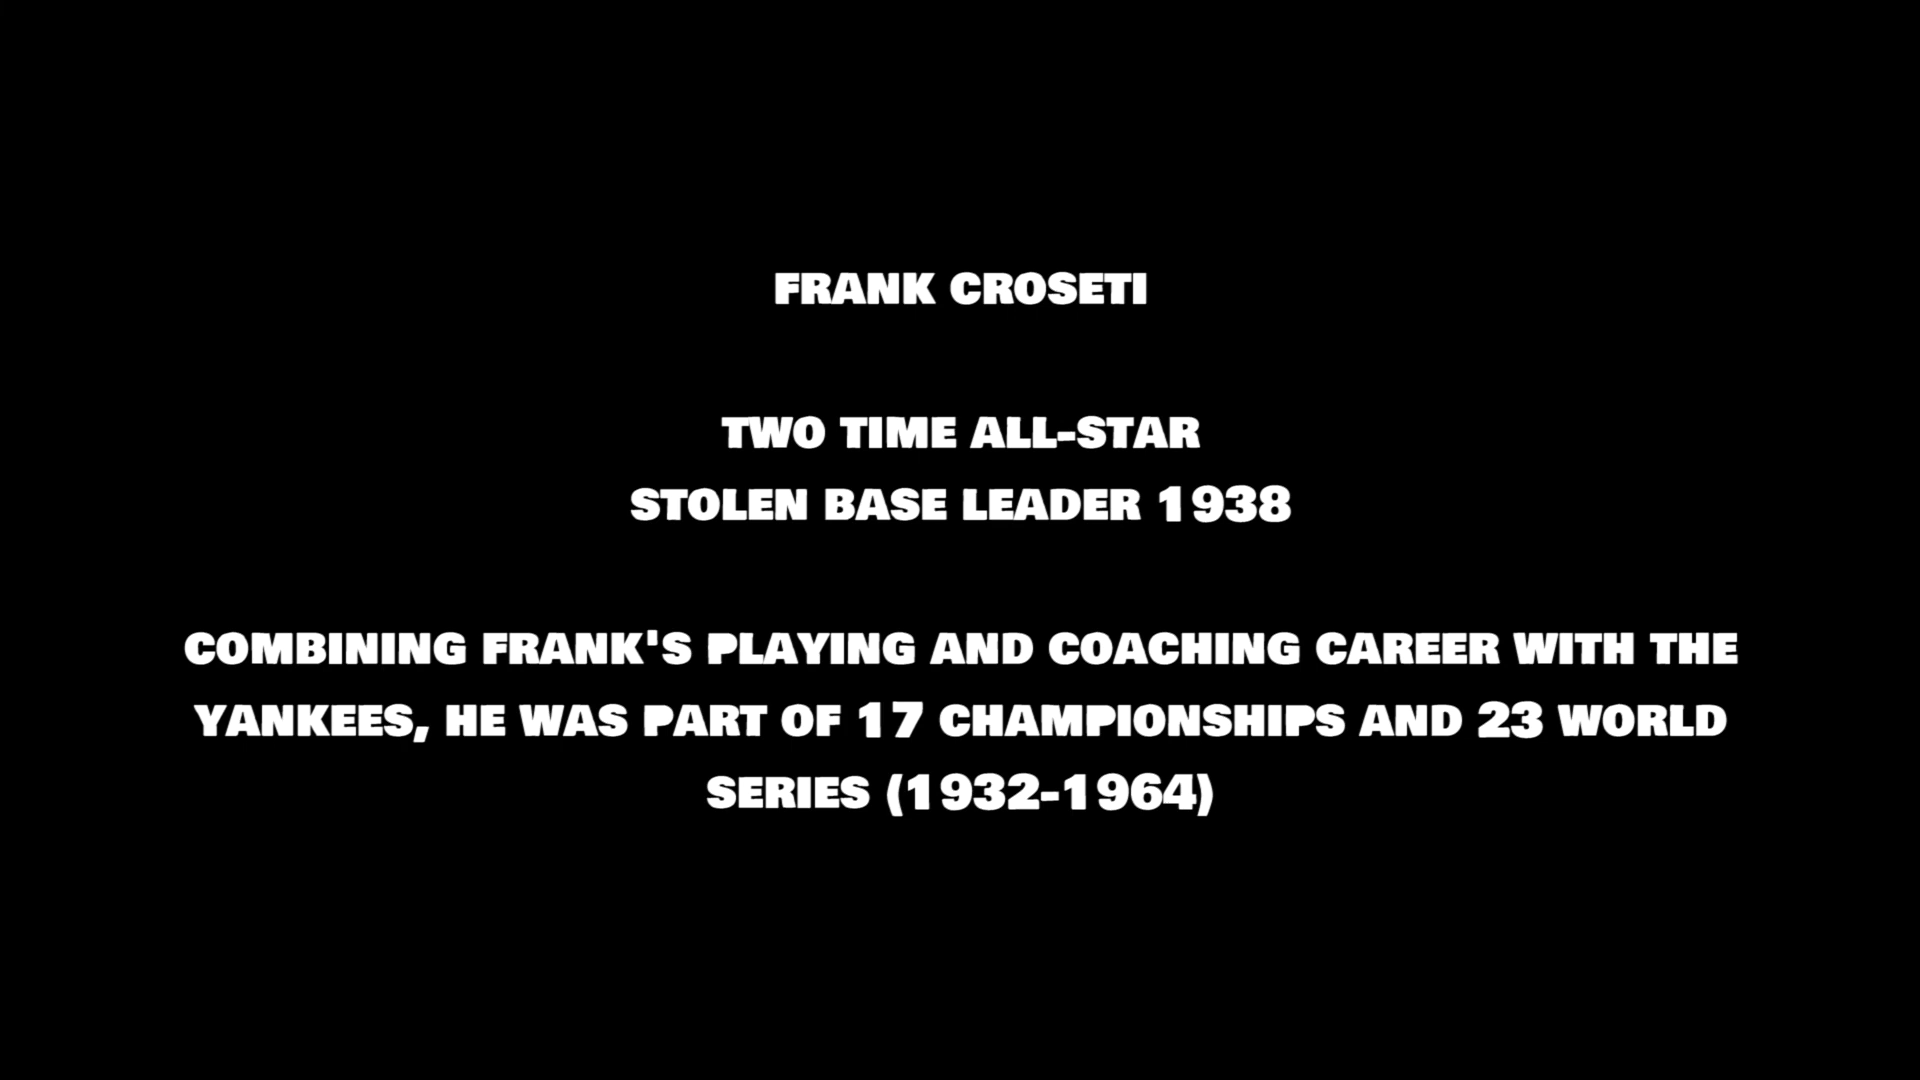 FRANK CROSETI
TWO TIME ALL-STAR
STOLEN BASE LEADER 1938
COMBINING FRANK'S PLAYING AND COACHING CAREER WITH THE
YANKEES, HE WAS PART OF 17 CHAMPIONSHIPS AND 23 WORLD
SERIES (1932-1964)